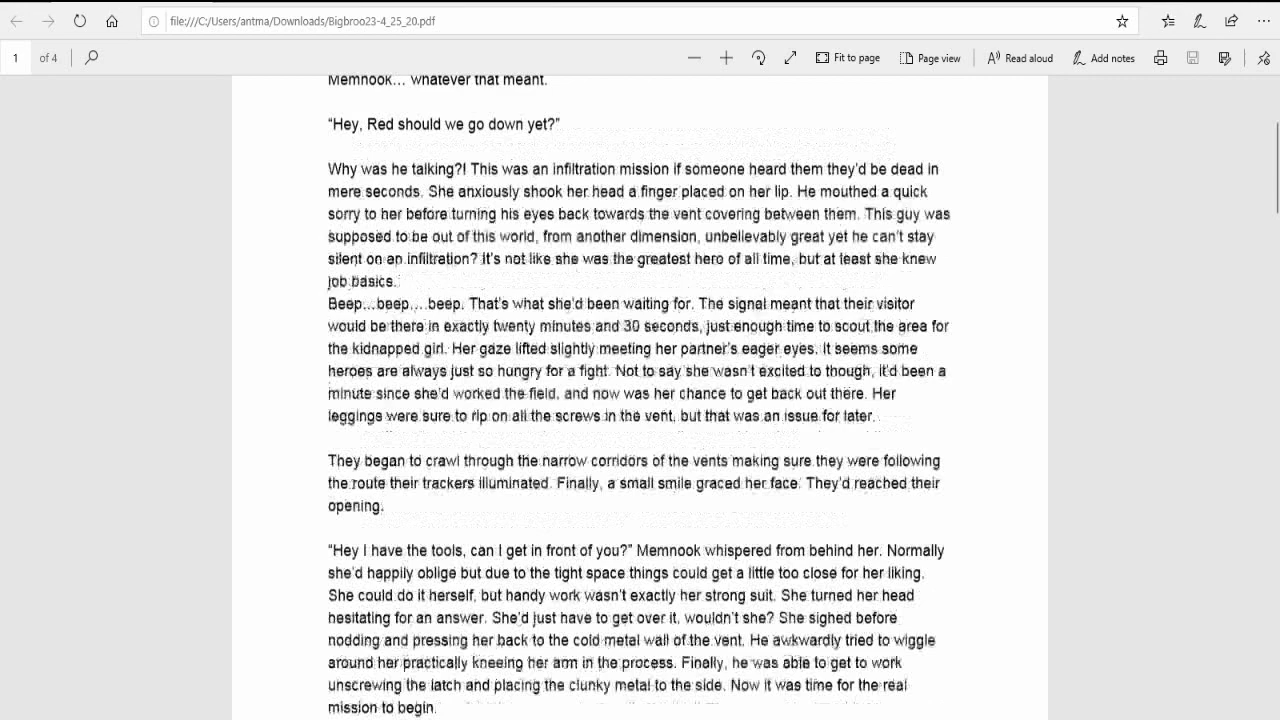 file:///C:/Users/antma/Downloads/Bigbroo23-4_25_20.pdf
1 of 4 Fit to page Page view Read aloud Add notes
Memnook… whatever that meant.
“Hey, Red should we go down yet?”
Why was he talking?! This was an infiltration mission if someone heard them they’d be dead in
mere seconds. She anxiously shook her head a finger placed on her lip. He mouthed a quick
sorry to her before turning his eyes back towards the vent covering between them. This guy was
supposed to be out of this world, from another dimension, unbelievably great yet he can’t stay
silent on an infiltration? It’s not like she was the greatest hero of all time, but at least she knew
job basics.
Beep...beep....beep. That’s what she’d been waiting for. The signal meant that their visitor
would be there in exactly twenty minutes and 30 seconds, just enough time to scout the area for
the kidnapped girl. Her gaze lifted slightly meeting her partner’s eager eyes. It seems some
heroes are always just so hungry for a fight. Not to say she wasn’t excited to though, it’d been a
minute since she’d worked the field, and now was her chance to get back out there. Her
leggings were sure to rip on all the screws in the vent, but that was an issue for later.
They began to crawl through the narrow corridors of the vents making sure they were following
the route their trackers illuminated. Finally, a small smile graced her face. They’d reached their
opening.
“Hey I have the tools, can I get in front of you?” Memnook whispered from behind her. Normally
she’d happily oblige but due to the tight space things could get a little too close for her liking.
She could do it herself, but handy work wasn’t exactly her strong suit. She turned her head
hesitating for an answer. She’d just have to get over it, wouldn’t she? She sighed before
nodding and pressing her back to the cold metal wall of the vent. He awkwardly tried to wiggle
around her practically kneeing her arm in the process. Finally, he was able to get to work
unscrewing the latch and placing the clunky metal to the side. Now it was time for the real
mission to begin.